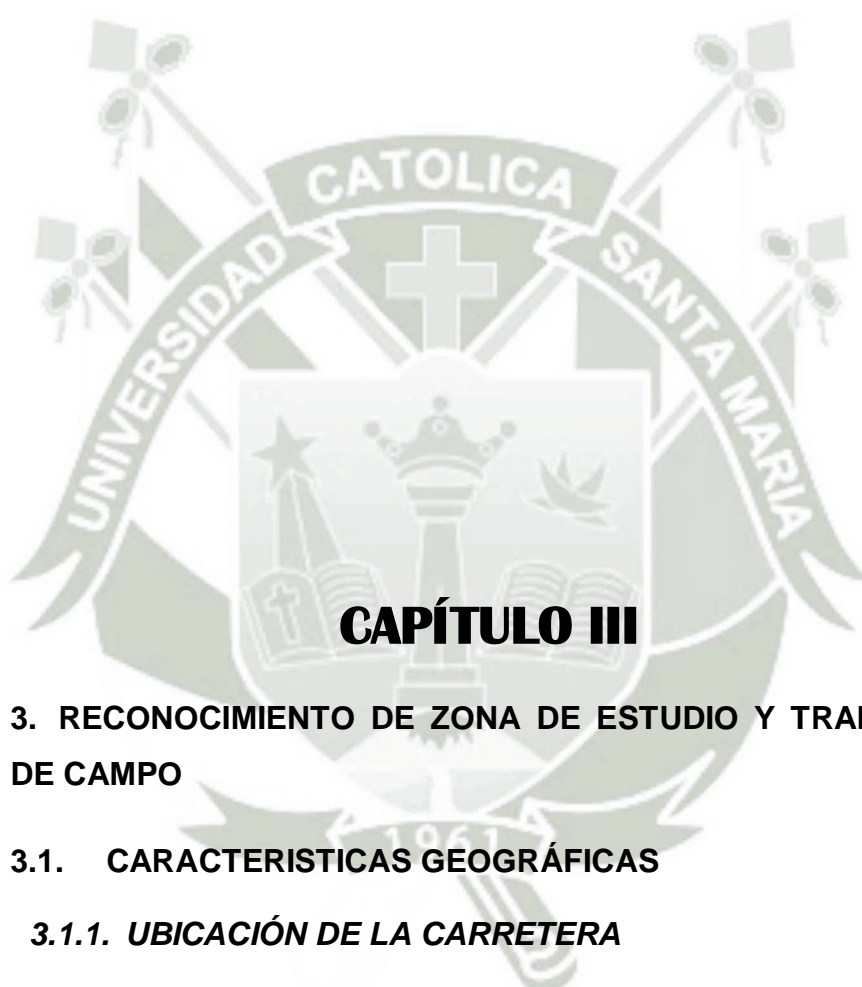 UNIVERSIDAD CATOLICA SANTA MARIA
CAPÍTULO III
3. RECONOCIMIENTO DE ZONA DE ESTUDIO Y
DE CAMPO
1961
3.1. CARACTERISTICAS GEOGRÁFICAS
3.1.1. UBICACIÓN DE LA CARRETERA